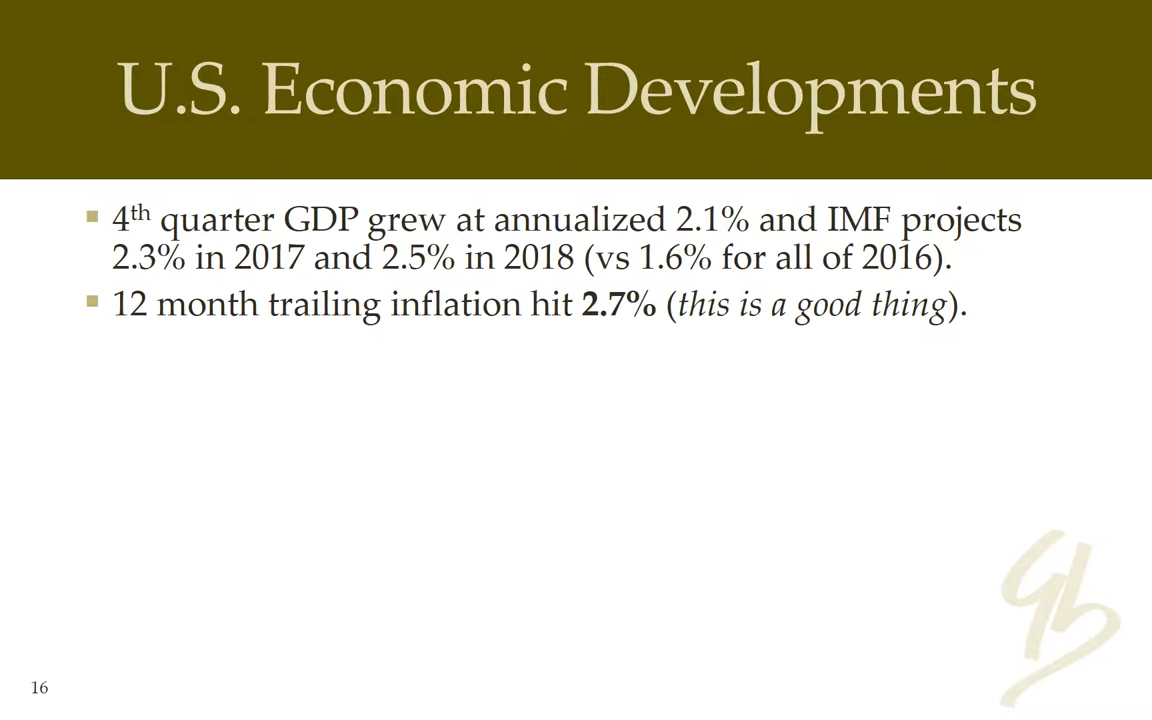 U.S. Economic Developments
▪ 4th quarter GDP grew at annualized 2.1% and IMF projects
2.3% in 2017 and 2.5% in 2018 (vs 1.6% for all of 2016).
▪ 12 month trailing inflation hit 2.7% (this is a good thing).
16